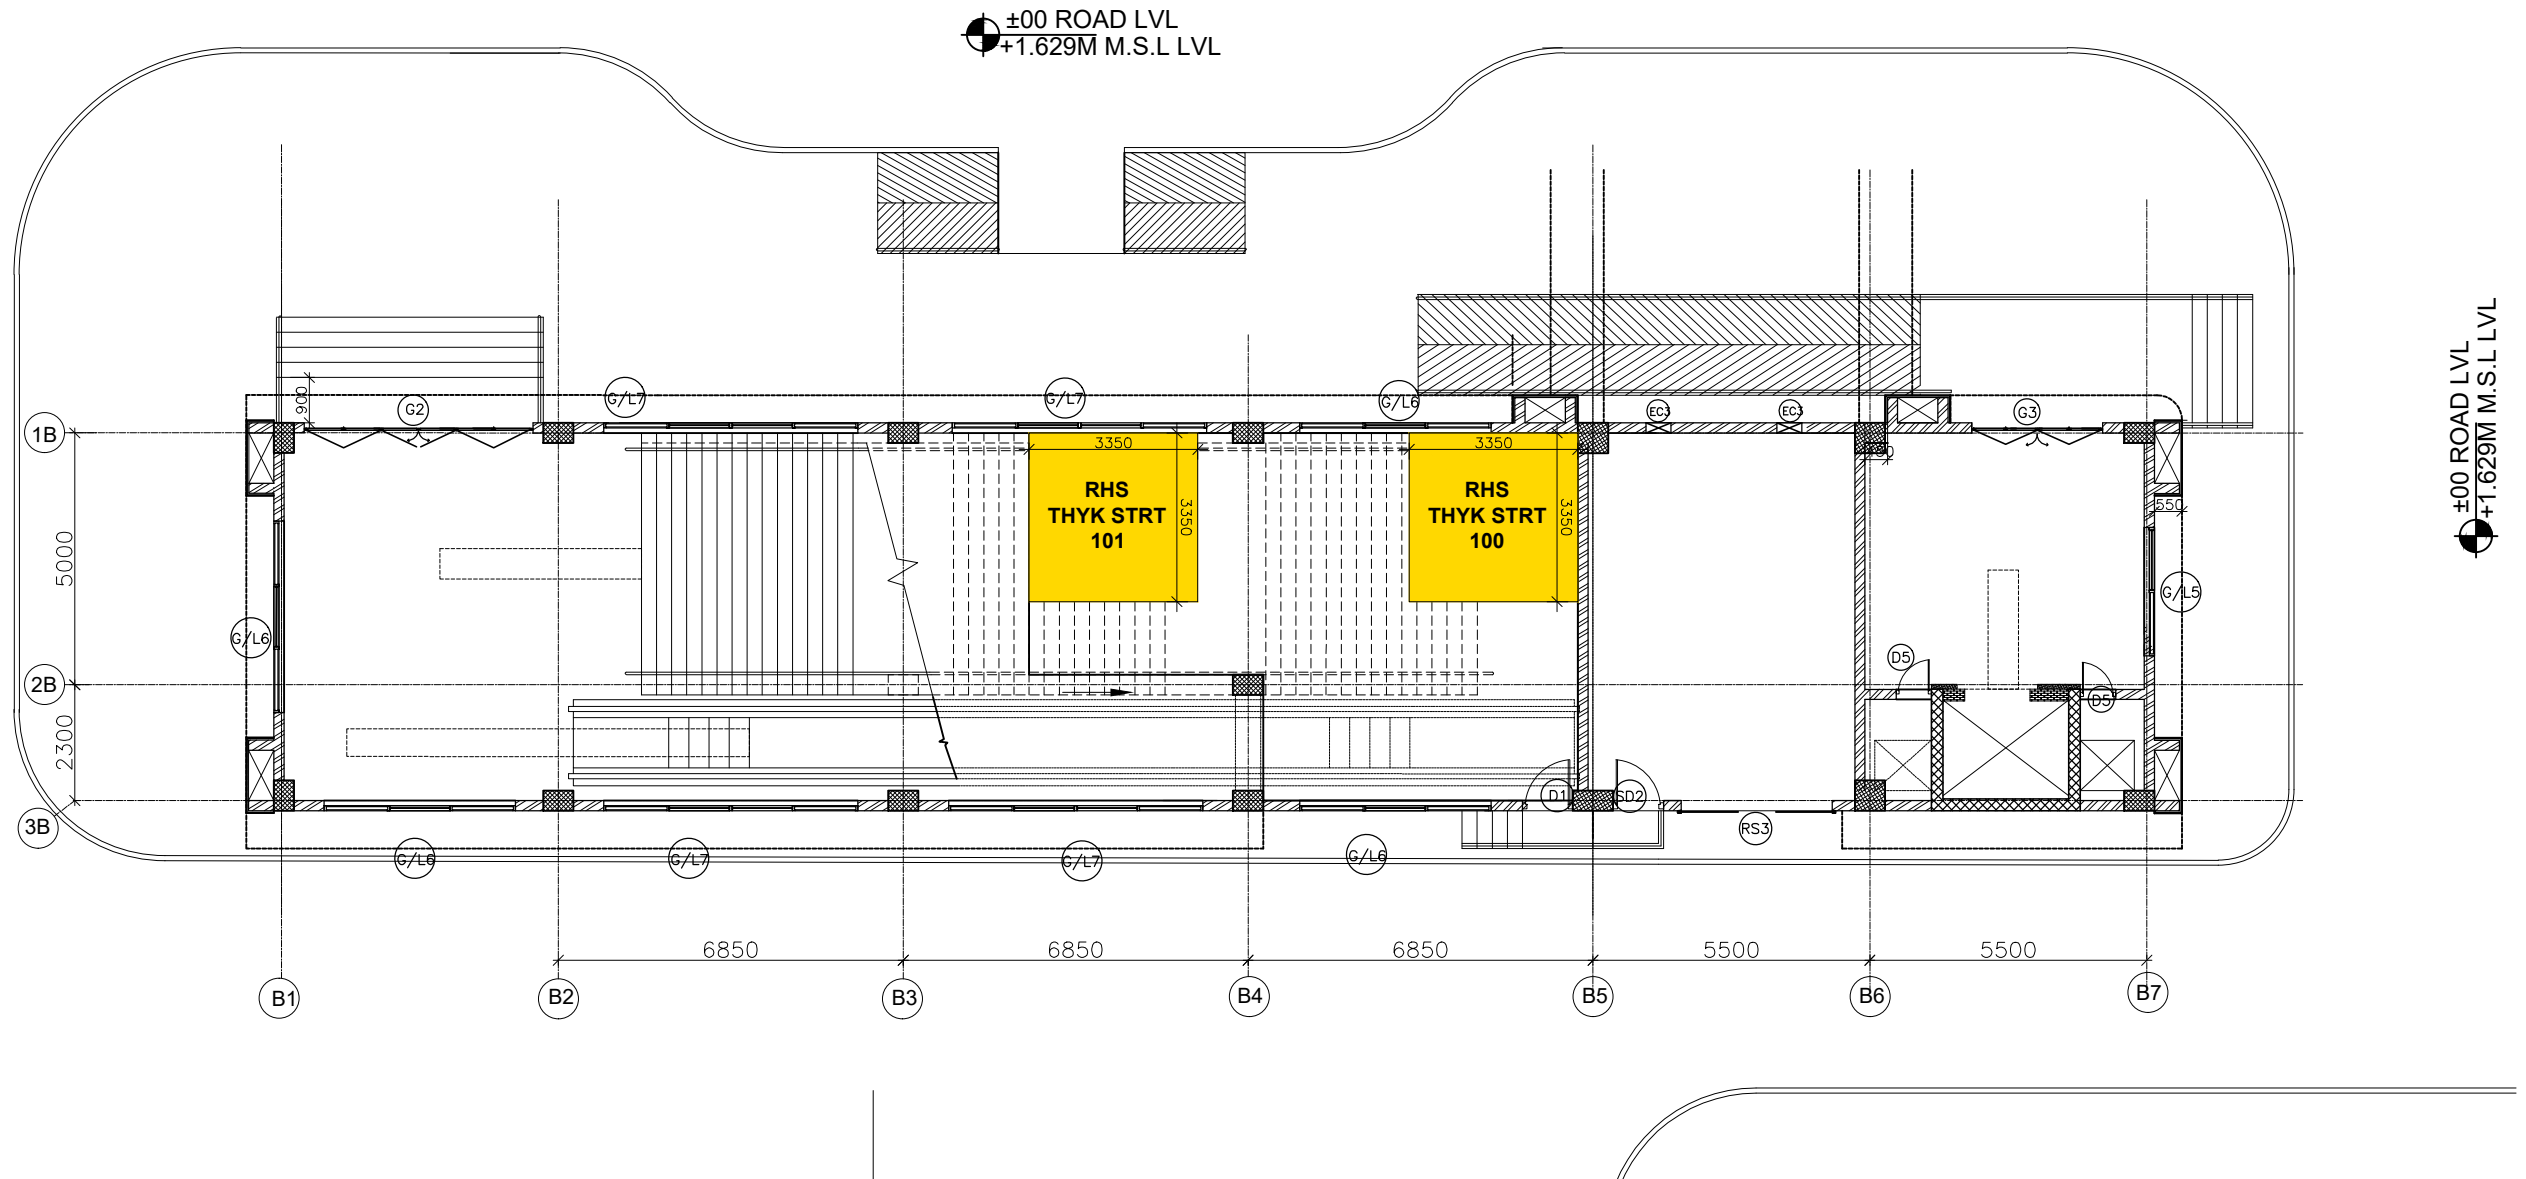 ±00 ROAD LVL
+1.629M M.S.L LVL
±00 ROAD LVL
+1.629M M.S.L LVL
900
G2
G/L7
G/L7
G/L6
EC3
EC3
G3
1B
3350
3350
550
RHS
THYK STRT
101
3350
RHS
THYK STRT
100
3350
5000
G/L5
G/L6
D5
2B
D5
2300
D1
SD2
3B
RS3
G/L6
G/L7
G/L7
G/L6
6850
6850
6850
5500
5500
B1
B2
B3
B4
B5
B6
B7